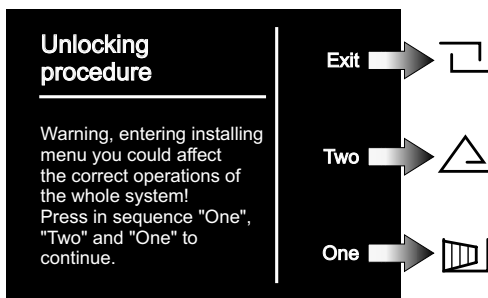 Unlocking
procedure
Warning, entering installing
menu you could affect
the correct operations of
the whole system!
Press in sequence "One",
"Two" and "One" to
continue.
Exit
Two
One